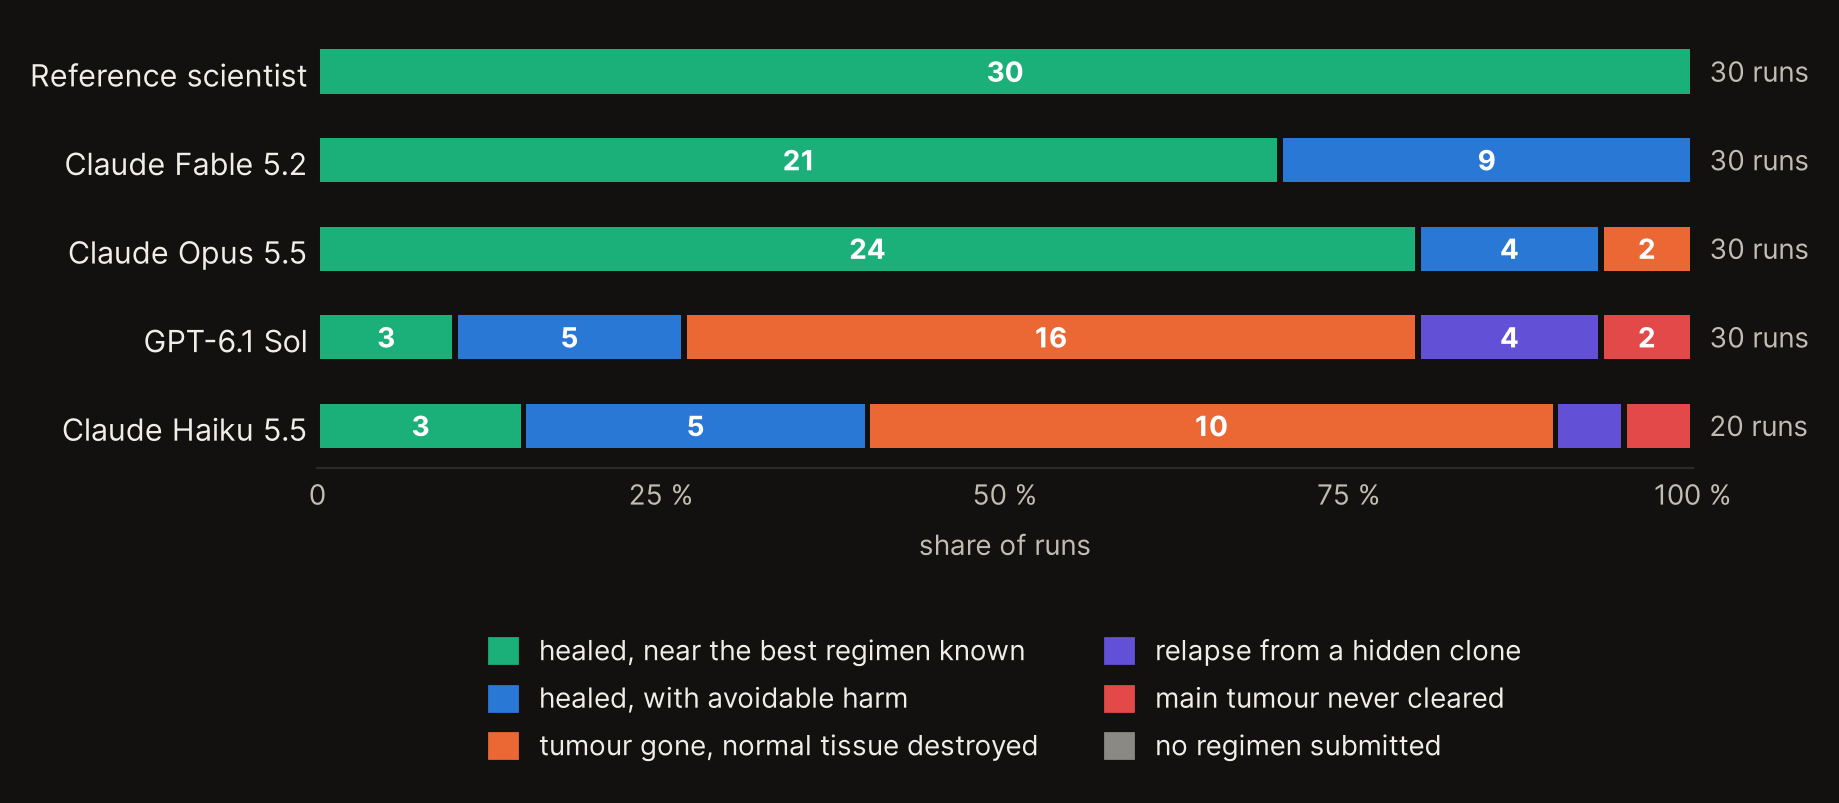 Reference scientist 30 30 runs
Claude Fable 5.2 21 9 30 runs
Claude Opus 5.5 24 4 2 30 runs
GPT-6.1 Sol 3 5 16 4 2 30 runs
Claude Haiku 5.5 3 5 10 20 runs
0 25 % 50 % 75 % 100 %
share of runs
healed, near the best regimen known
healed, with avoidable harm
tumour gone, normal tissue destroyed
relapse from a hidden clone
main tumour never cleared
no regimen submitted